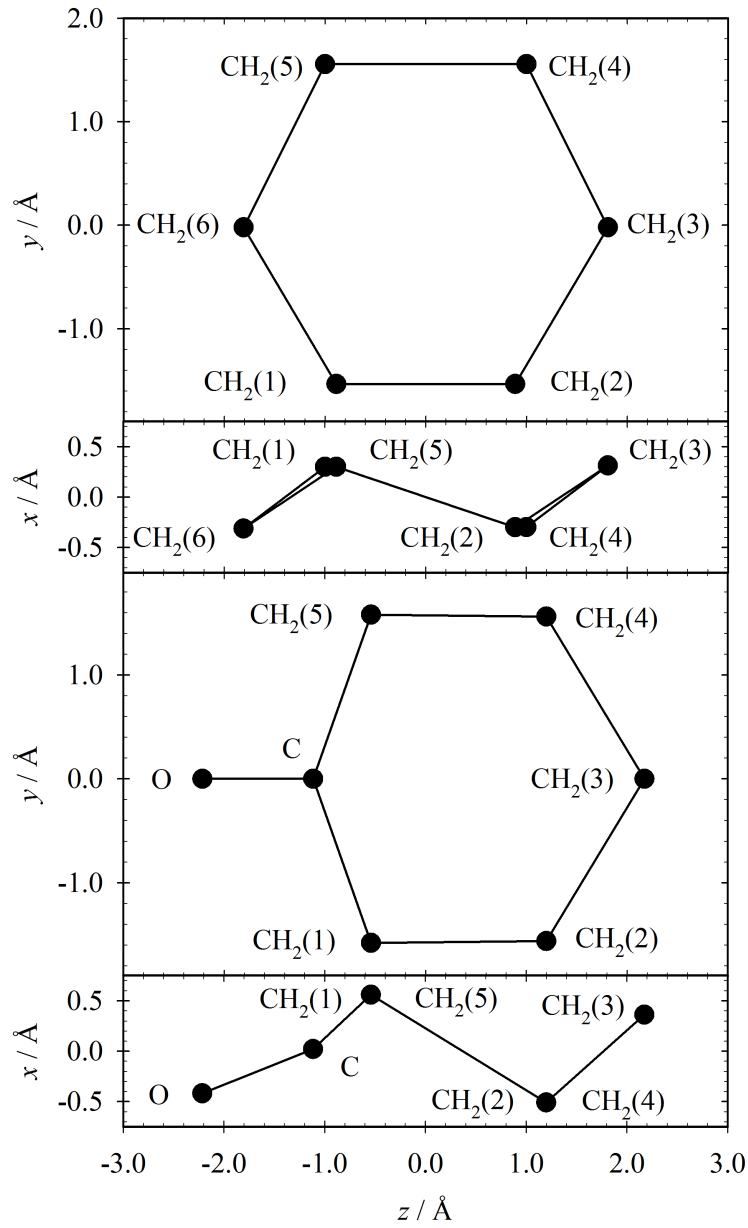 2.0
CH₂(5) CH₂(4)
1.0
y / Å
0.0 CH₂(6) CH₂(3)
-1.0
CH₂(1) CH₂(2)
0.5 CH₂(1) CH₂(5) CH₂(3)
x / Å
0.0
-0.5 CH₂(6) CH₂(2) CH₂(4)
CH₂(5) CH₂(4)
1.0
C
y / Å
0.0 O CH₂(3)
-1.0
CH₂(1) CH₂(2)
0.5 CH₂(1) CH₂(5) CH₂(3)
x / Å
0.0 C
-0.5 O CH₂(2) CH₂(4)
-3.0 -2.0 -1.0 0.0 1.0 2.0 3.0
z / Å